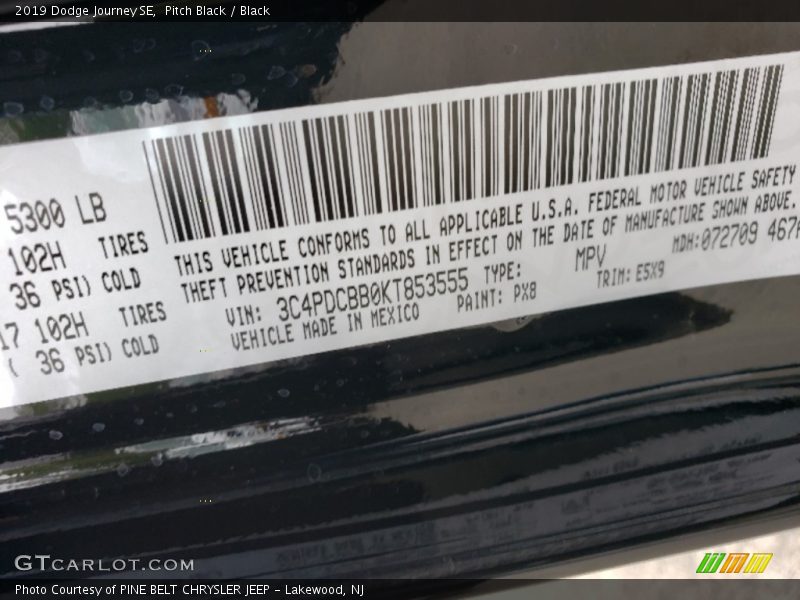 2019 Dodge Journey SE, Pitch Black / Black
5300 LB
102H TIRES
36 PSI) COLD
17 102H TIRES
( 36 PSI) COLD
THIS VEHICLE CONFORMS TO ALL APPLICABLE U.S.A. FEDERAL MOTOR VEHICLE SAFETY
THEFT PREVENTION STANDARDS IN EFFECT ON THE DATE OF MANUFACTURE SHOWN ABOVE.
VIN: 3C4PDCBB0KT853555 TYPE: MPV MDH:072709 467
VEHICLE MADE IN MEXICO PAINT: PX8 TRIM: E5X9
GTCARLOT.COM
Photo Courtesy of PINE BELT CHRYSLER JEEP - Lakewood, NJ